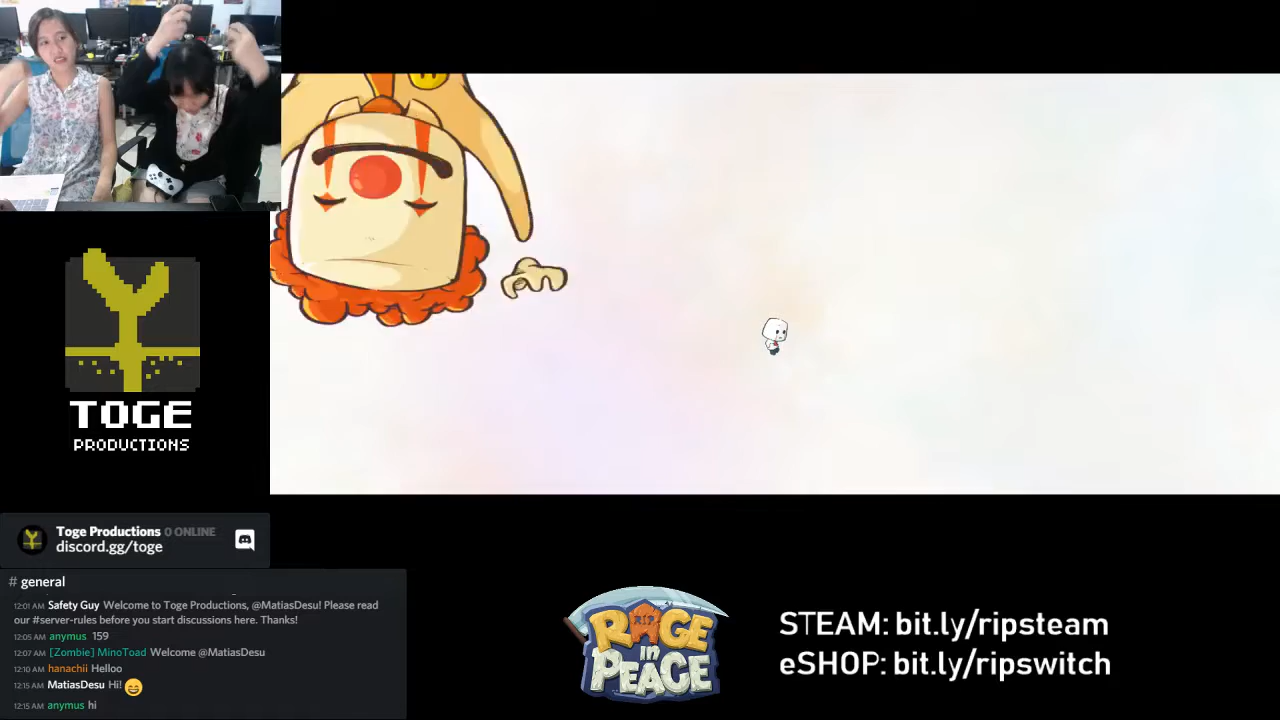 TOGE
PRODUCTIONS
Toge Productions 0 ONLINE
discord.gg/toge
# general
12:01 AM Safety Guy Welcome to Toge Productions, @MatiasDesu! Please read
our #server-rules before you start discussions here. Thanks!
12:05 AM anymus 159
12:07 AM [Zombie] MinoToad Welcome @MatiasDesu
12:10 AM hanachii Helloo
12:15 AM MatiasDesu Hi!
12:15 AM anymus hi
RIP
RAGE
in
PEACE
STEAM: bit.ly/ripsteam
eSHOP: bit.ly/ripswitch